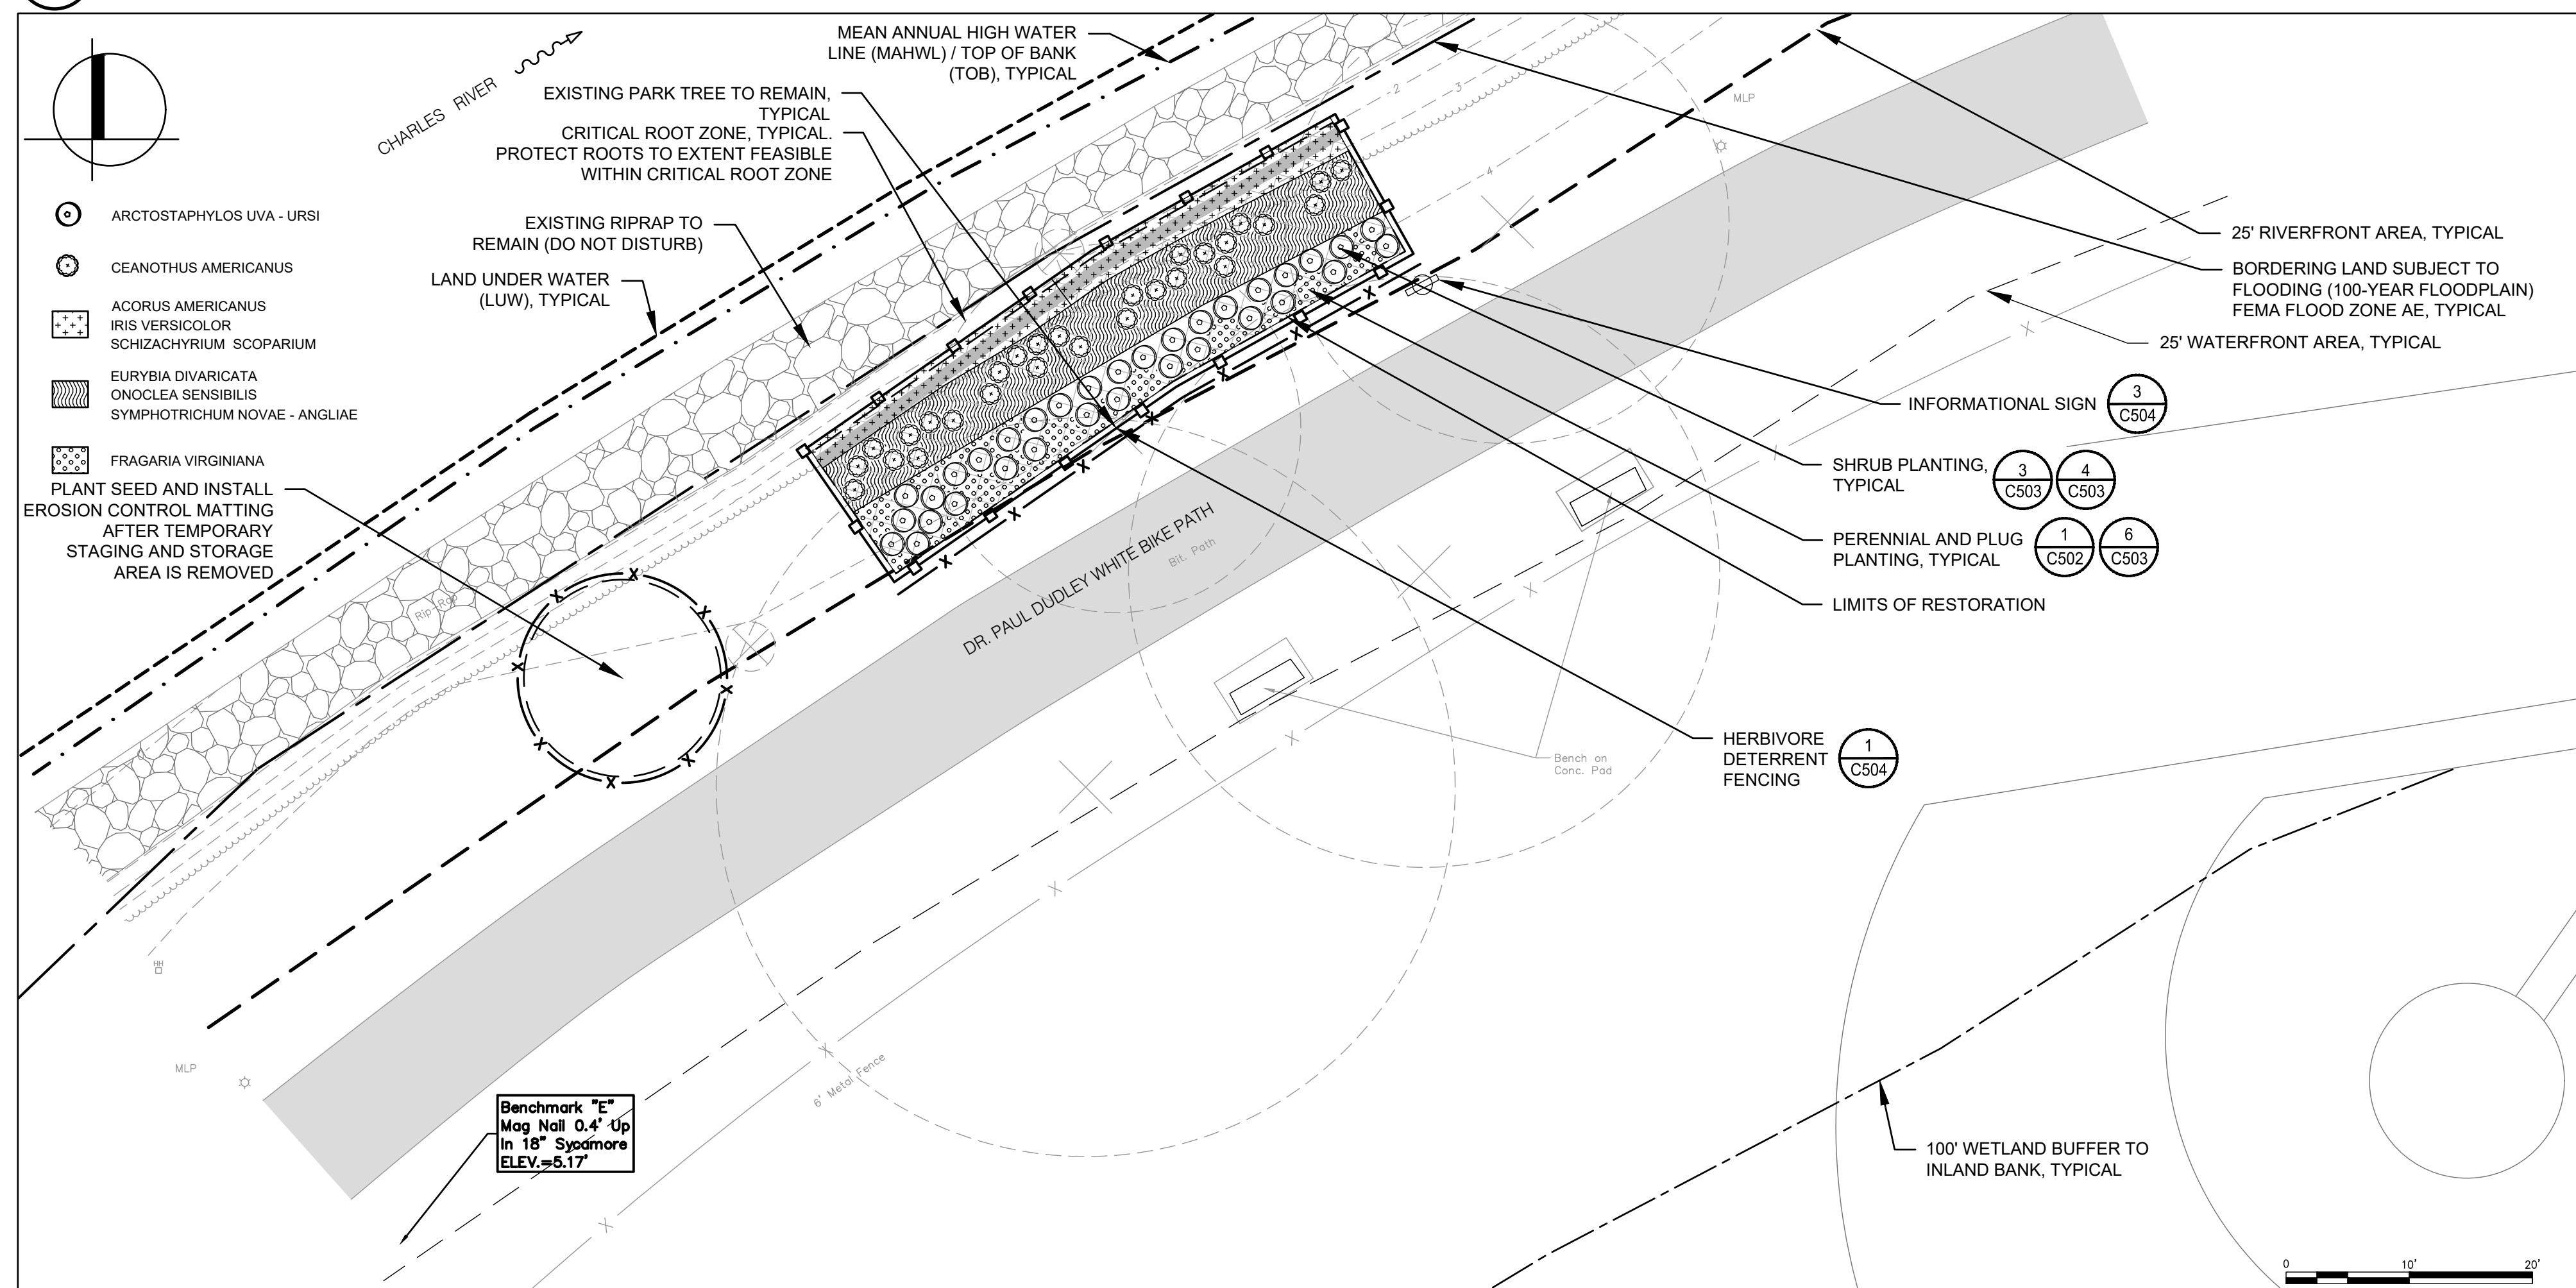 MEAN ANNUAL HIGH WATER
LINE (MAHWL) / TOP OF BANK
(TOB), TYPICAL
CHARLES RIVER
EXISTING PARK TREE TO REMAIN,
TYPICAL
CRITICAL ROOT ZONE, TYPICAL.
PROTECT ROOTS TO EXTENT FEASIBLE
WITHIN CRITICAL ROOT ZONE
EXISTING RIPRAP TO
REMAIN (DO NOT DISTURB)
LAND UNDER WATER
(LUW), TYPICAL
ARCTOSTAPHYLOS UVA - URSI
CEANOTHUS AMERICANUS
ACORUS AMERICANUS
IRIS VERSICOLOR
SCHIZACHYRIUM SCOPARIUM
EURYBIA DIVARICATA
ONOCLEA SENSIBILIS
SYMPHOTRICHUM NOVAE - ANGLIAE
FRAGARIA VIRGINIANA
PLANT SEED AND INSTALL
EROSION CONTROL MATTING
AFTER TEMPORARY
STAGING AND STORAGE
AREA IS REMOVED
Rip-Rap
2
3
4
MLP
25' RIVERFRONT AREA, TYPICAL
BORDERING LAND SUBJECT TO
FLOODING (100-YEAR FLOODPLAIN)
FEMA FLOOD ZONE AE, TYPICAL
25' WATERFRONT AREA, TYPICAL
INFORMATIONAL SIGN
3
C504
SHRUB PLANTING,
TYPICAL
3
C503
4
C503
PERENNIAL AND PLUG
PLANTING, TYPICAL
1
C502
6
C503
LIMITS OF RESTORATION
HERBIVORE
DETERRENT
FENCING
1
C504
DR. PAUL DUDLEY WHITE BIKE PATH
Bit. Path
Bench on
Conc. Pad
HH
MLP
6' Metal Fence
Benchmark "E"
Mag Nail 0.4' Up
In 18" Sycamore
ELEV.=5.17'
100' WETLAND BUFFER TO
INLAND BANK, TYPICAL
0 10' 20'